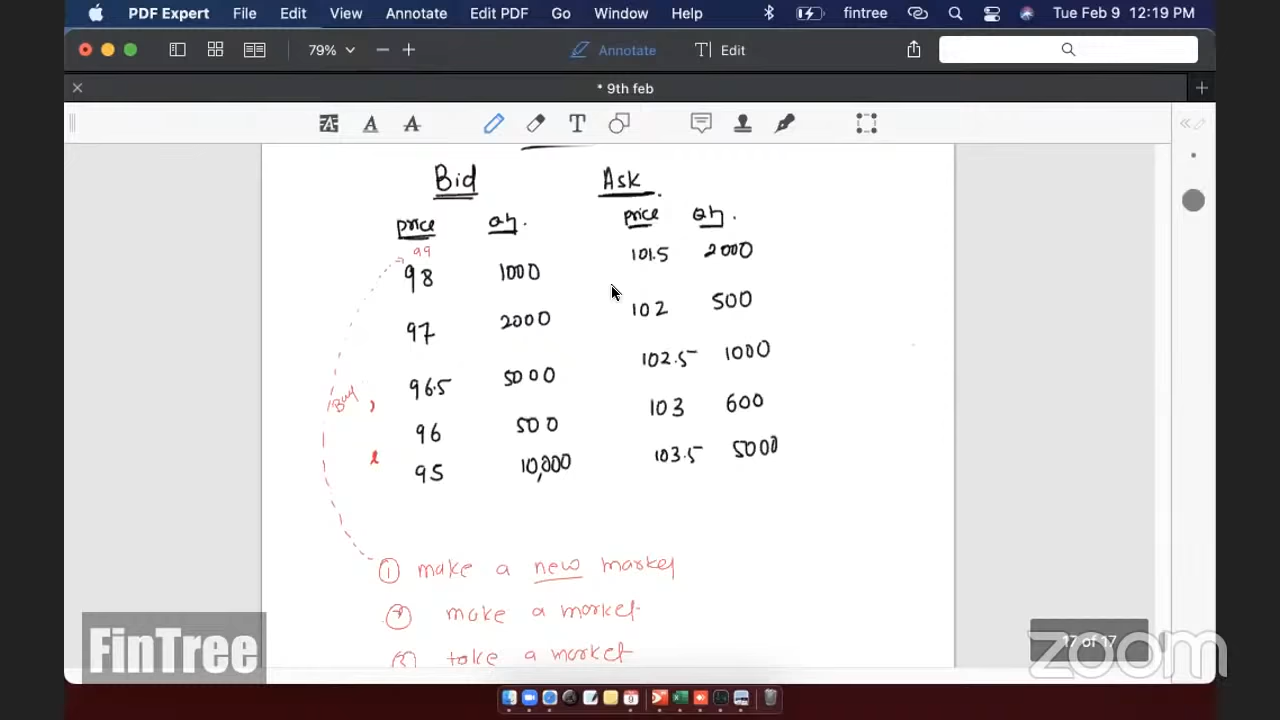 PDF Expert File Edit View Annotate Edit PDF Go Window Help fintree Tue Feb 9 12:19 PM
79% Annotate T Edit
* 9th feb
Bid Ask
price qty. price qty.
99
98 1000 101.5 2000
97 2000 102 500
96.5 5000 102.5 1000
Buy
96 500 103 600
95 10,000 103.5 5000
① make a new market
② make a market
③ take a market
FinTree
17 of 17
zoom